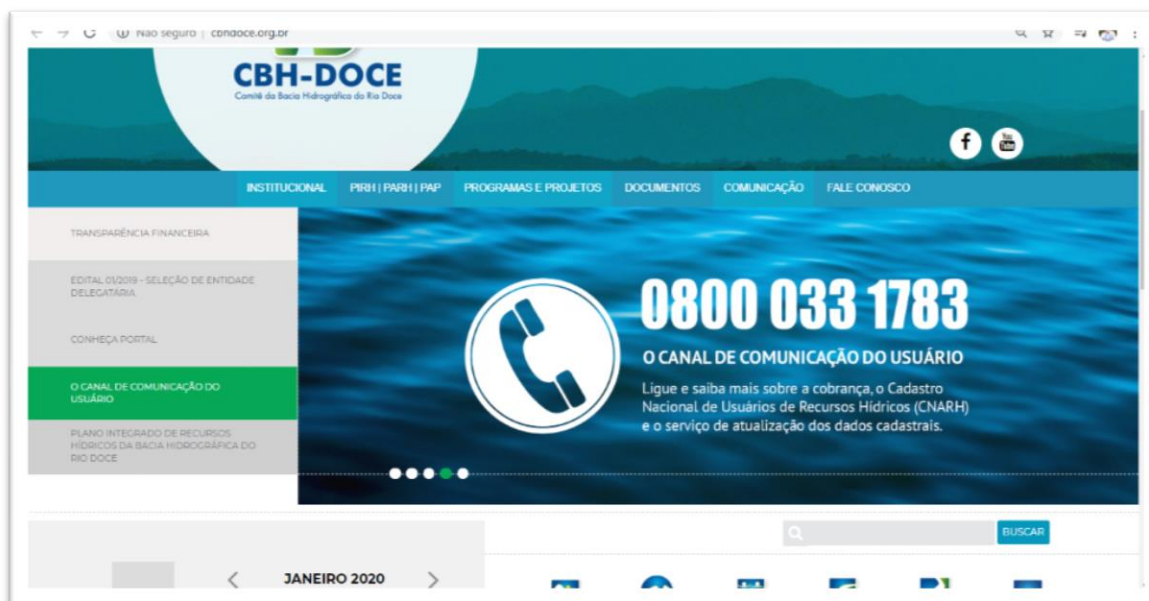 Não seguro | cbhdoce.org.br
CBH-DOCE
Comitê da Bacia Hidrográfica do Rio Doce
f
You
Tube
INSTITUCIONAL PIRH | PARH | PAP PROGRAMAS E PROJETOS DOCUMENTOS COMUNICAÇÃO FALE CONOSCO
TRANSPARÊNCIA FINANCEIRA
EDITAL 01/2019 - SELEÇÃO DE ENTIDADE
DELEGATÁRIA
CONHEÇA PORTAL
O CANAL DE COMUNICAÇÃO DO
USUÁRIO
PLANO INTEGRADO DE RECURSOS
HÍDRICOS DA BACIA HIDROGRÁFICA DO
RIO DOCE
0800 033 1783
O CANAL DE COMUNICAÇÃO DO USUÁRIO
Ligue e saiba mais sobre a cobrança, o Cadastro
Nacional de Usuários de Recursos Hídricos (CNARH)
e o serviço de atualização dos dados cadastrais.
BUSCAR
JANEIRO 2020